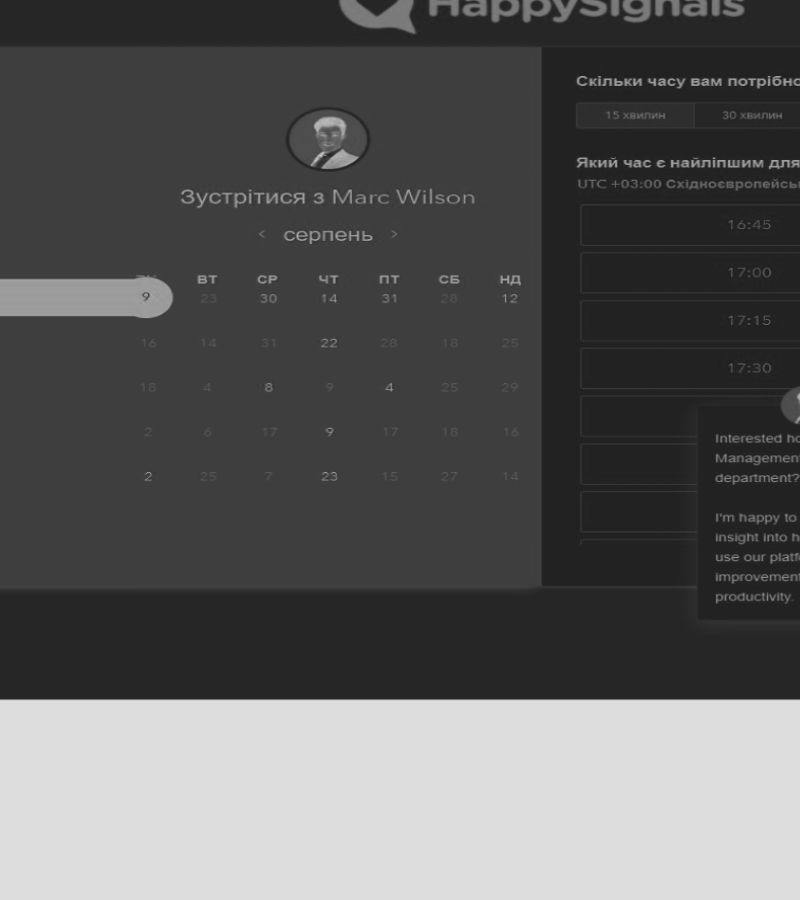 HappySignals
Зустрітися з Marc Wilson
< серпень >
ВТ СР ЧТ ПТ СБ НД
9 23 30 14 31 28 12
16 14 31 22 28 18 25
18 4 8 9 4 25 29
2 6 17 9 17 18 16
2 25 7 23 15 27 14
Скільки часу вам потрібно
15 хвилин 30 хвилин
Який час є найліпшим для
UTC +03:00 Східноєвропейсь
16:45
17:00
17:15
17:30
Interested ho
Management
department?
I'm happy to
insight into h
use our platf
improvement
productivity.